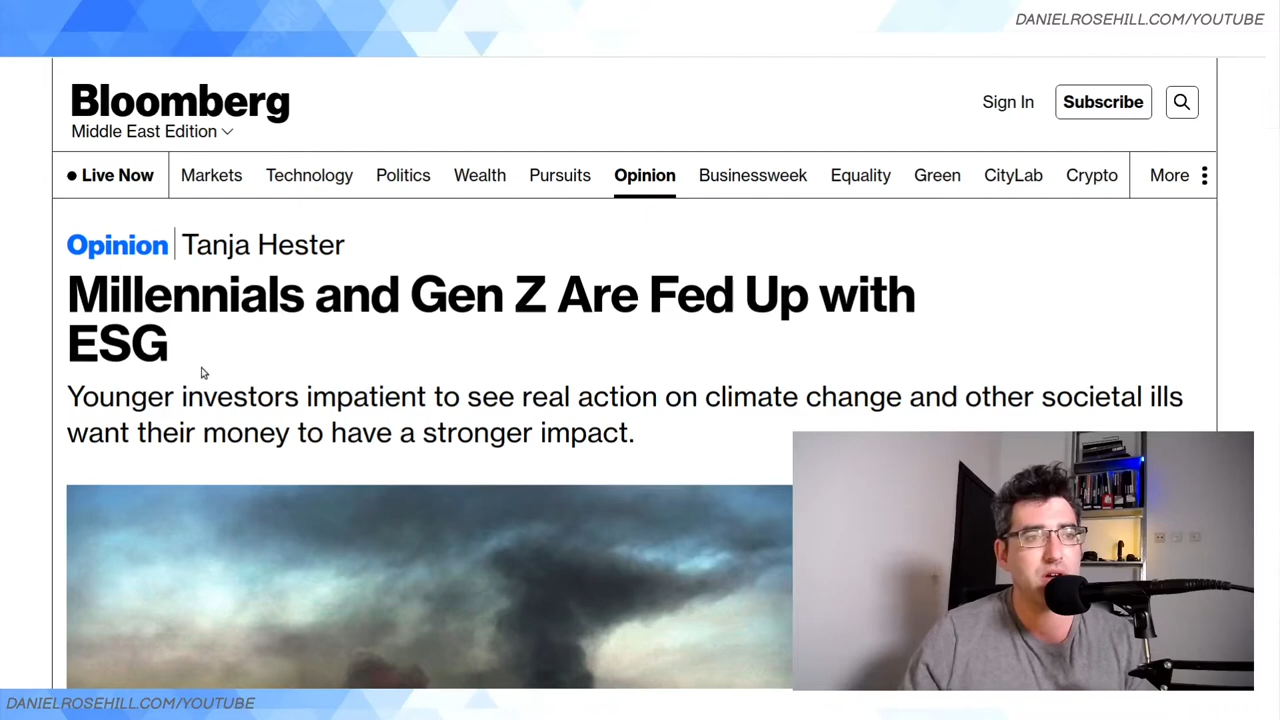 DANIELROSEHILL.COM/YOUTUBE
Bloomberg
Sign In
Subscribe
Middle East Edition
Live Now
Markets
Technology
Politics
Wealth
Pursuits
Opinion
Businessweek
Equality
Green
CityLab
Crypto
More
Opinion | Tanja Hester
Millennials and Gen Z Are Fed Up with
ESG
Younger investors impatient to see real action on climate change and other societal ills
want their money to have a stronger impact.
DANIELROSEHILL.COM/YOUTUBE